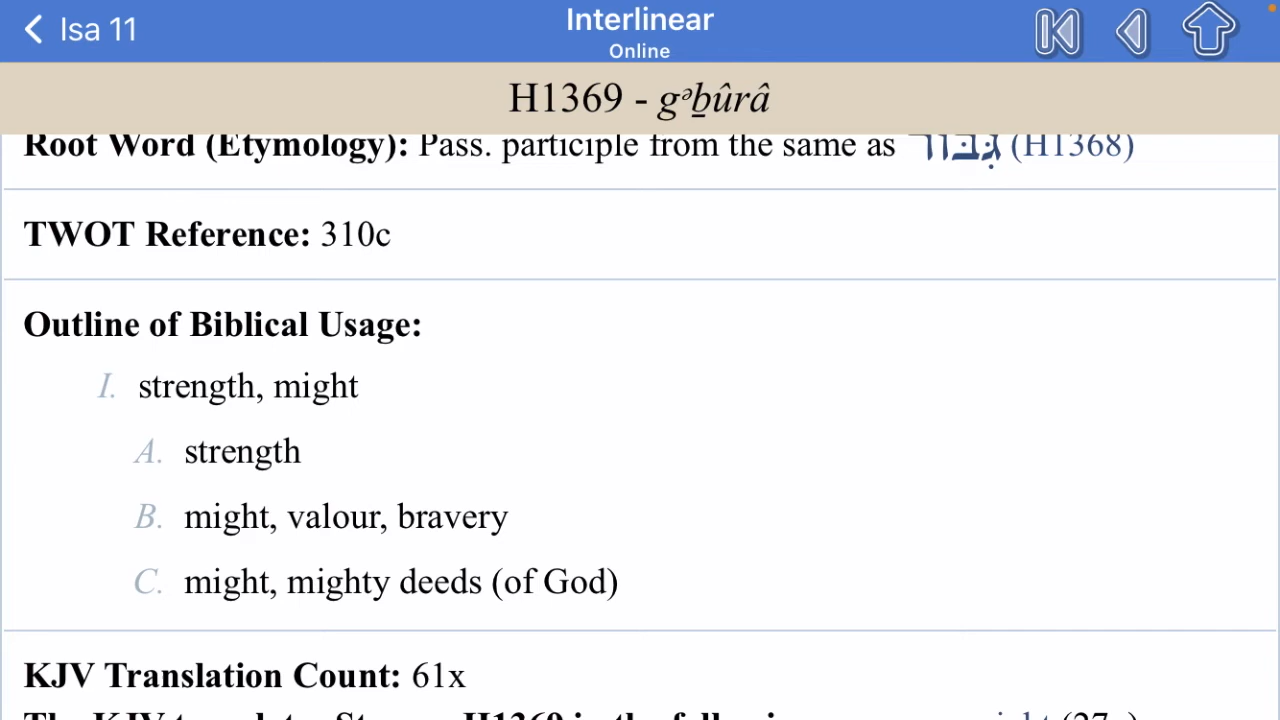 Isa 11
Interlinear
Online
H1369 - gᵊḇûrâ
Root Word (Etymology): Pass. participle from the same as גִּבּוֹר (H1368)
TWOT Reference: 310c
Outline of Biblical Usage:
I. strength, might
A. strength
B. might, valour, bravery
C. might, mighty deeds (of God)
KJV Translation Count: 61x